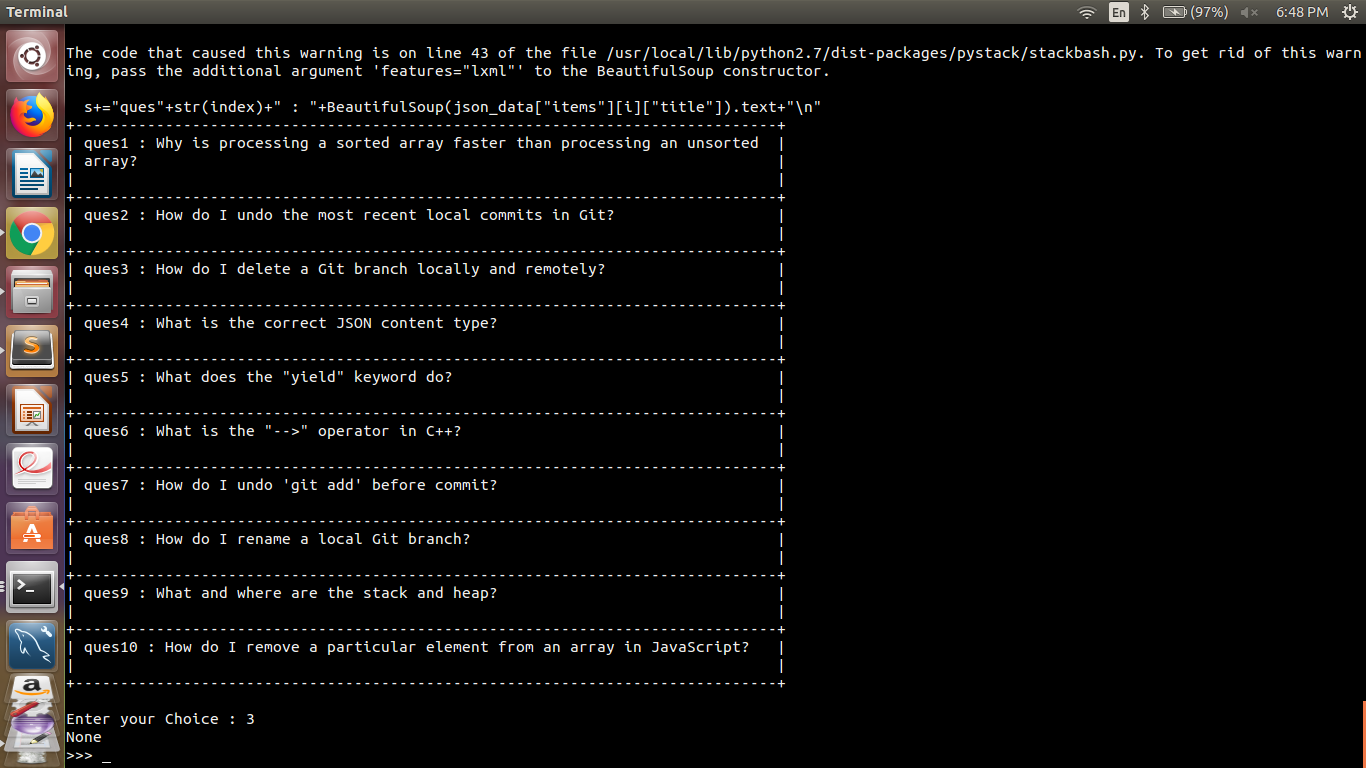 Terminal
En
(97%)
6:48 PM
The code that caused this warning is on line 43 of the file /usr/local/lib/python2.7/dist-packages/pystack/stackbash.py. To get rid of this warn
ing, pass the additional argument 'features="lxml"' to the BeautifulSoup constructor.
s+="ques"+str(index)+" : "+BeautifulSoup(json_data["items"][i]["title"]).text+"\n"
+------------------------------------------------------------------------------+
| ques1 : Why is processing a sorted array faster than processing an unsorted |
| array? |
| |
+------------------------------------------------------------------------------+
| ques2 : How do I undo the most recent local commits in Git? |
| |
+------------------------------------------------------------------------------+
| ques3 : How do I delete a Git branch locally and remotely? |
| |
+------------------------------------------------------------------------------+
| ques4 : What is the correct JSON content type? |
| |
+------------------------------------------------------------------------------+
| ques5 : What does the "yield" keyword do? |
| |
+------------------------------------------------------------------------------+
| ques6 : What is the "-->" operator in C++? |
| |
+------------------------------------------------------------------------------+
| ques7 : How do I undo 'git add' before commit? |
| |
+------------------------------------------------------------------------------+
| ques8 : How do I rename a local Git branch? |
| |
+------------------------------------------------------------------------------+
| ques9 : What and where are the stack and heap? |
| |
+------------------------------------------------------------------------------+
| ques10 : How do I remove a particular element from an array in JavaScript? |
| |
+------------------------------------------------------------------------------+
Enter your Choice : 3
None
>>> _